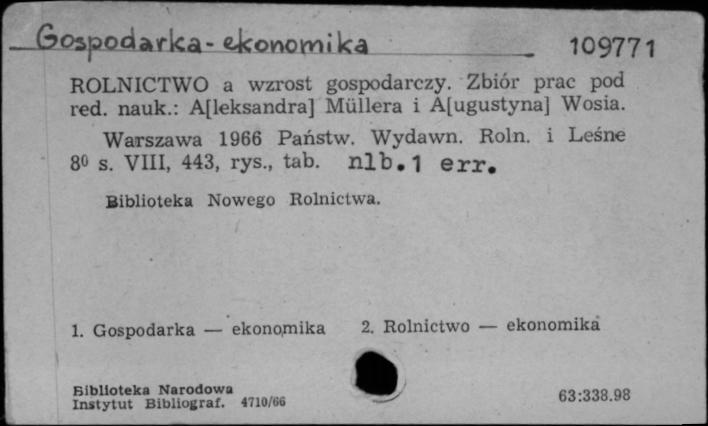 Gospodarka - ekonomika 109771
ROLNICTWO a wzrost gospodarczy. Zbiór prac pod
red. nauk.: A[leksandra] Müllera i A[ugustyna] Wosia.
Warszawa 1966 Państw. Wydawn. Roln. i Leśne
8⁰ s. VIII, 443, rys., tab. nlb. 1 err.
Biblioteka Nowego Rolnictwa.
1. Gospodarka — ekonomika 2. Rolnictwo — ekonomika
Biblioteka Narodowa
Instytut Bibliograf. 4710/66 63:338.98